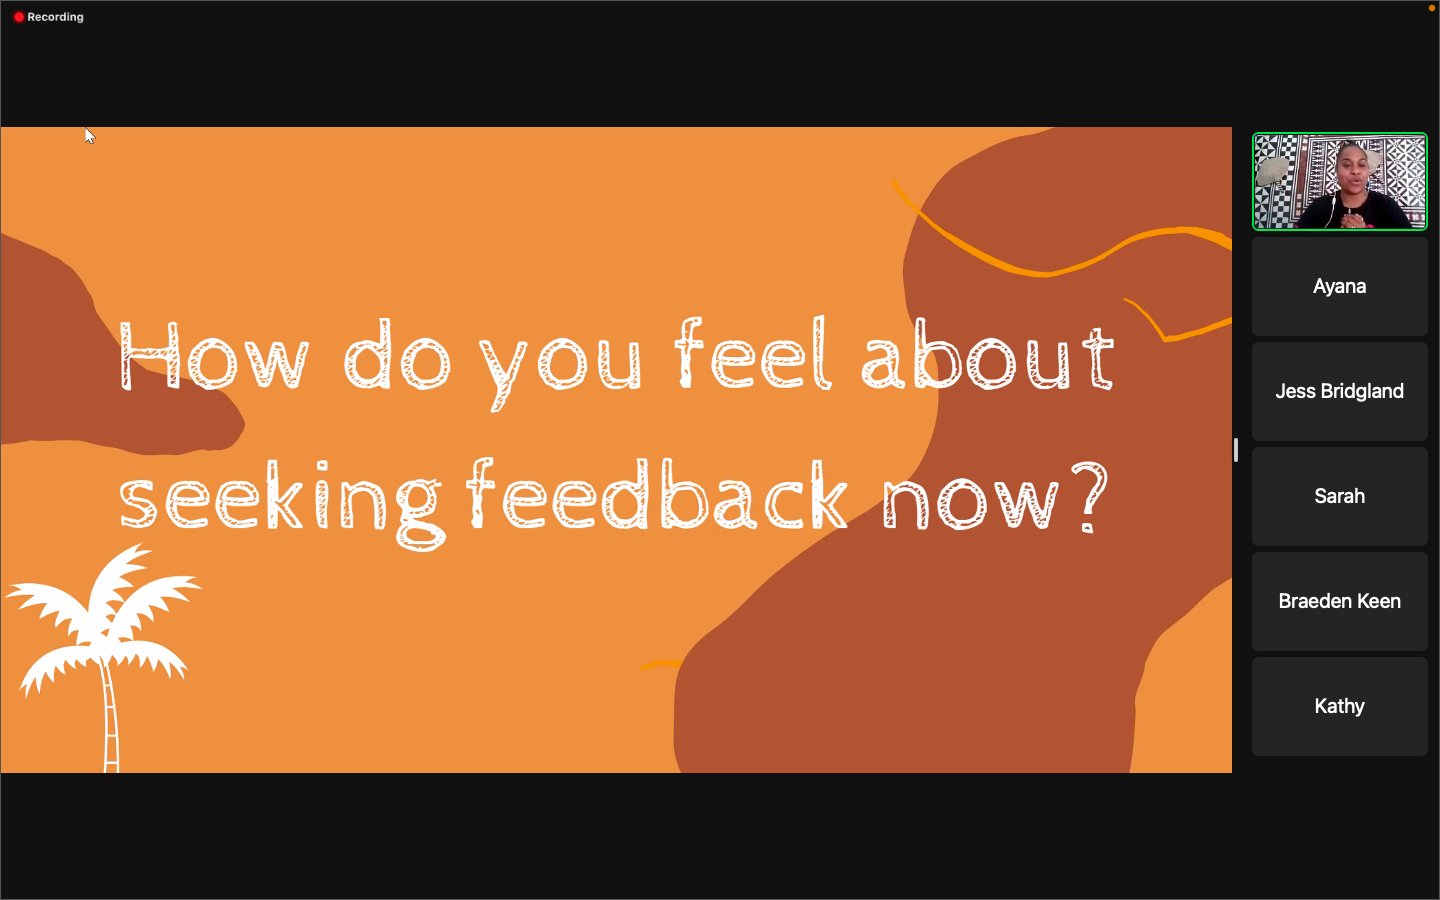 Recording
How do you feel about
seeking feedback now?
Ayana
Jess Bridgland
Sarah
Braeden Keen
Kathy